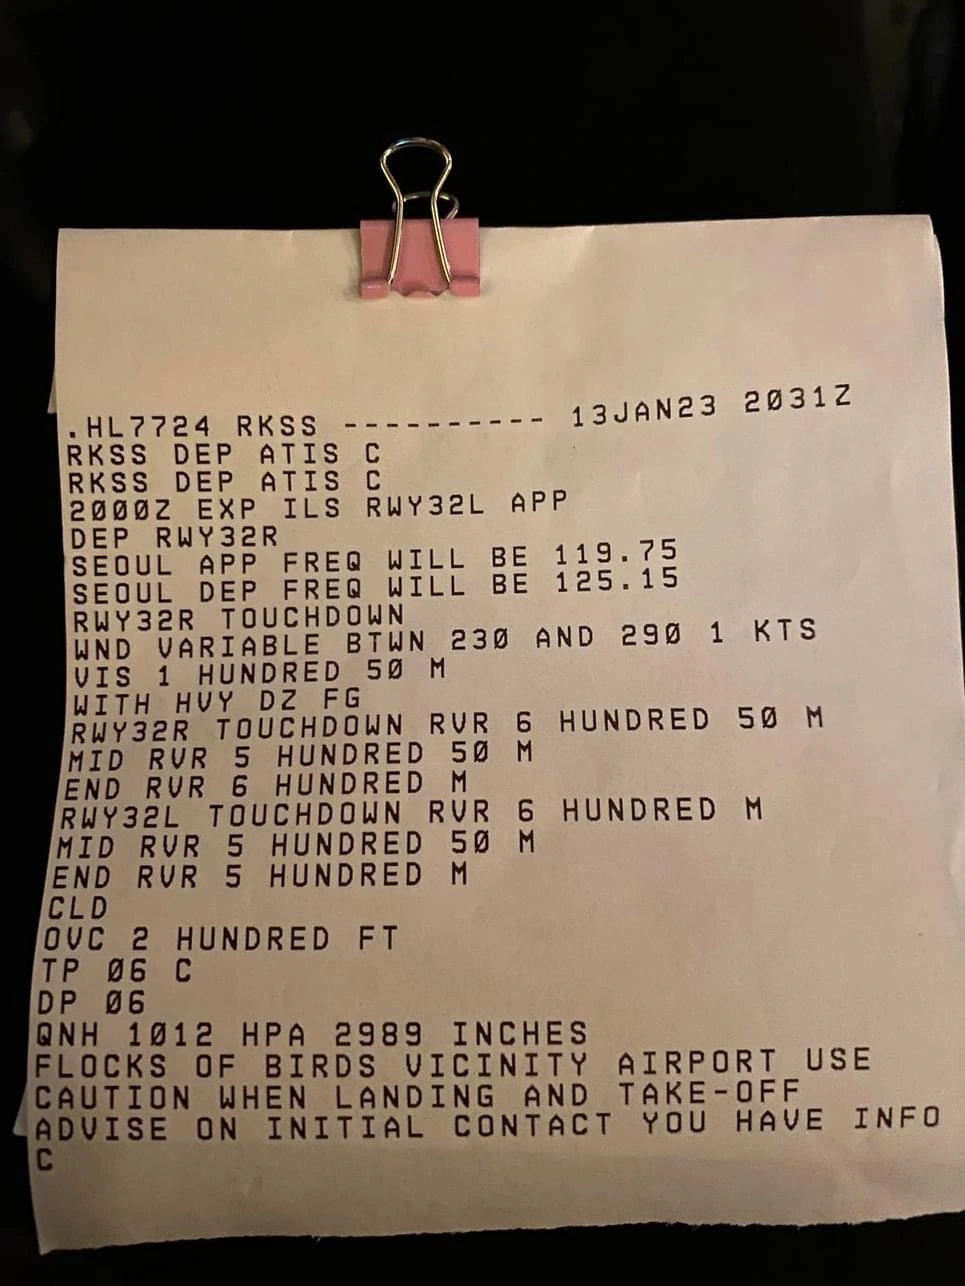 .HL7724 RKSS ---------- 13JAN23 2031Z
RKSS DEP ATIS C
RKSS DEP ATIS C
2000Z EXP ILS RWY32L APP
DEP RWY32R
SEOUL APP FREQ WILL BE 119.75
SEOUL DEP FREQ WILL BE 125.15
RWY32R TOUCHDOWN
WND VARIABLE BTWN 230 AND 290 1 KTS
VIS 1 HUNDRED 50 M
WITH HVY DZ FG
RWY32R TOUCHDOWN RVR 6 HUNDRED 50 M
MID RVR 5 HUNDRED 50 M
END RVR 6 HUNDRED M
RWY32L TOUCHDOWN RVR 6 HUNDRED M
MID RVR 5 HUNDRED 50 M
END RVR 5 HUNDRED M
CLD
OVC 2 HUNDRED FT
TP 06 C
DP 06
QNH 1012 HPA 2989 INCHES
FLOCKS OF BIRDS VICINITY AIRPORT USE
CAUTION WHEN LANDING AND TAKE-OFF
ADVISE ON INITIAL CONTACT YOU HAVE INFO
C